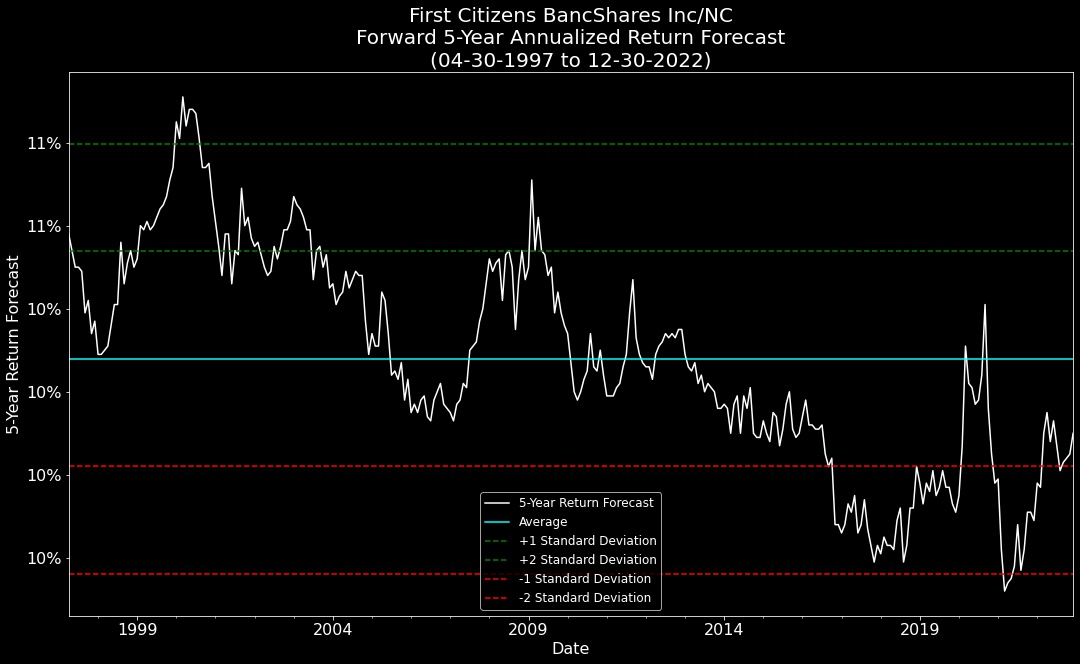 First Citizens BancShares Inc/NC
Forward 5-Year Annualized Return Forecast
(04-30-1997 to 12-30-2022)
11%
11%
10%
10%
10%
10%
5-Year Return Forecast
5-Year Return Forecast
Average
+1 Standard Deviation
+2 Standard Deviation
-1 Standard Deviation
-2 Standard Deviation
1999
2004
2009
2014
2019
Date